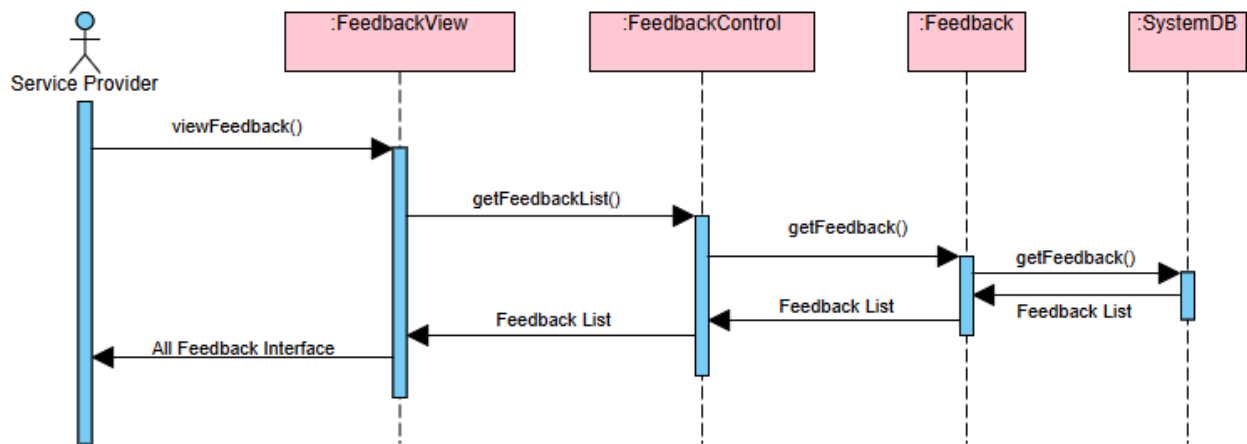 :FeedbackView
:FeedbackControl
:Feedback
:SystemDB
Service Provider
viewFeedback()
getFeedbackList()
getFeedback()
getFeedback()
Feedback List
Feedback List
Feedback List
All Feedback Interface